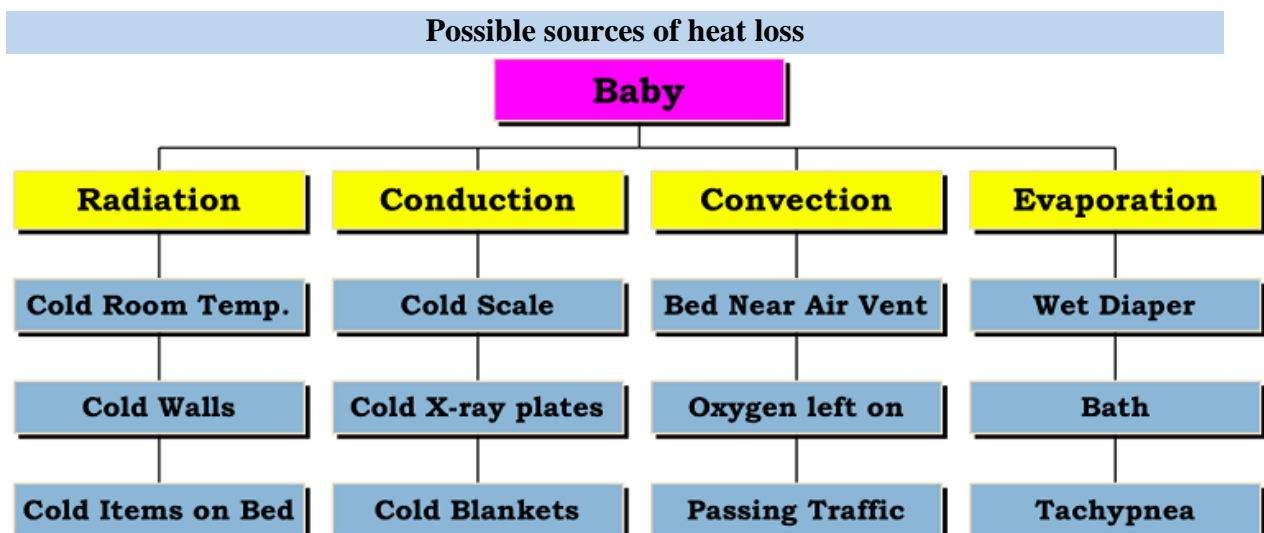 Possible sources of heat loss
Baby
Radiation Conduction Convection Evaporation
Cold Room Temp. Cold Scale Bed Near Air Vent Wet Diaper
Cold Walls Cold X-ray plates Oxygen left on Bath
Cold Items on Bed Cold Blankets Passing Traffic Tachypnea